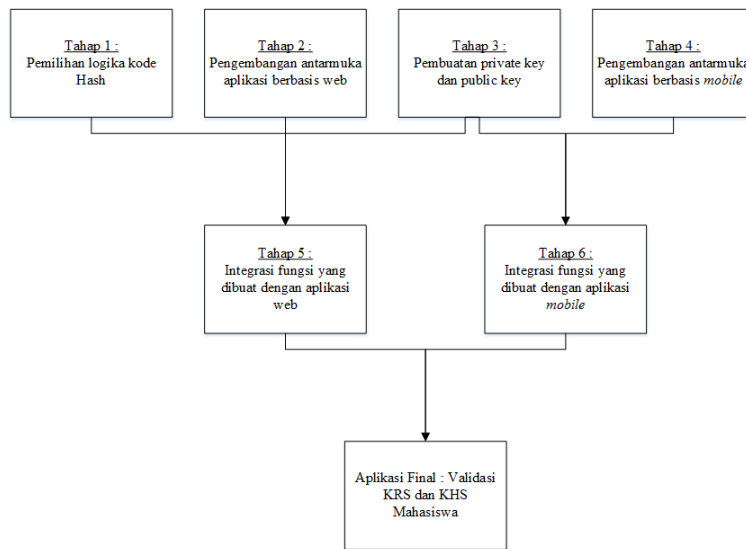 Tahap 1 :
Pemilihan logika kode
Hash
Tahap 2 :
Pengembangan antarmuka
aplikasi berbasis web
Tahap 3 :
Pembuatan private key
dan public key
Tahap 4 :
Pengembangan antarmuka
aplikasi berbasis mobile
Tahap 5 :
Integrasi fungsi yang
dibuat dengan aplikasi
web
Tahap 6 :
Integrasi fungsi yang
dibuat dengan aplikasi
mobile
Aplikasi Final : Validasi
KRS dan KHS
Mahasiswa